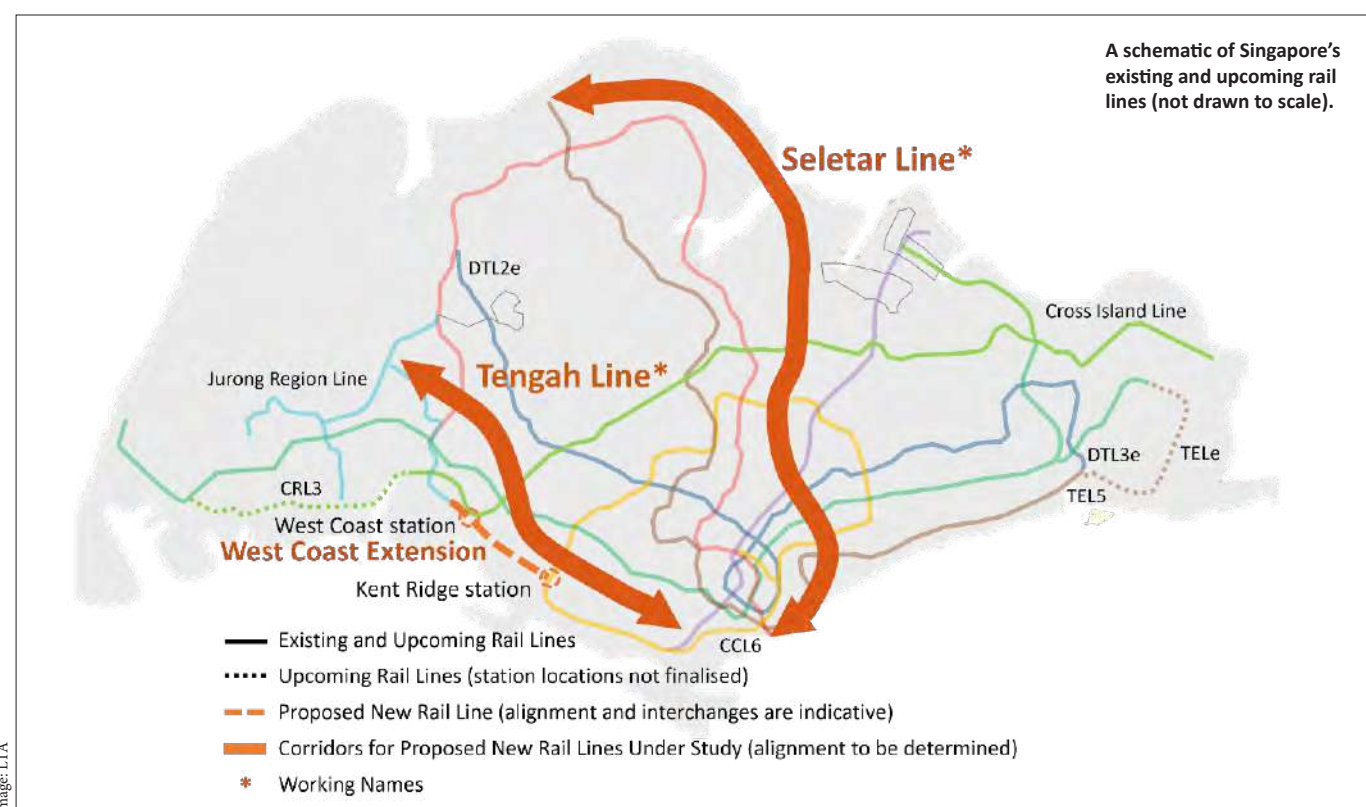 A schematic of Singapore's
existing and upcoming rail
lines (not drawn to scale).
Seletar Line*
DTL2e
Cross Island Line
Tengah Line*
Jurong Region Line
DTL3e
TELe
TEL5
CRL3
West Coast station
West Coast Extension
Kent Ridge station
CCL6
Existing and Upcoming Rail Lines
Upcoming Rail Lines (station locations not finalised)
Proposed New Rail Line (alignment and interchanges are indicative)
Corridors for Proposed New Rail Lines Under Study (alignment to be determined)
* Working Names
mage: LTA